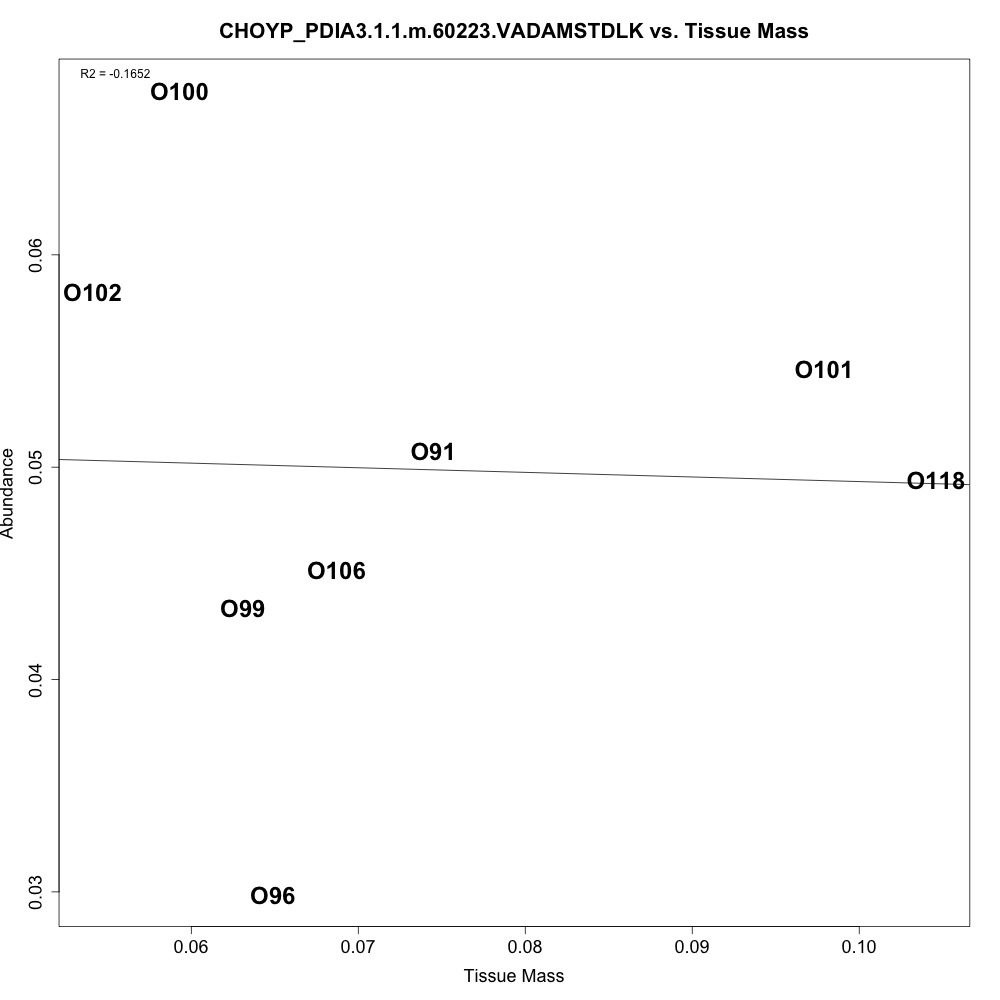 CHOYP_PDIA3.1.1.m.60223.VADAMSTDLK vs. Tissue Mass
R2 = -0.1652
O100
0.06
O102
O101
O91
0.05
O118
Abundance
O106
O99
0.04
0.03
O96
0.06 0.07 0.08 0.09 0.10
Tissue Mass